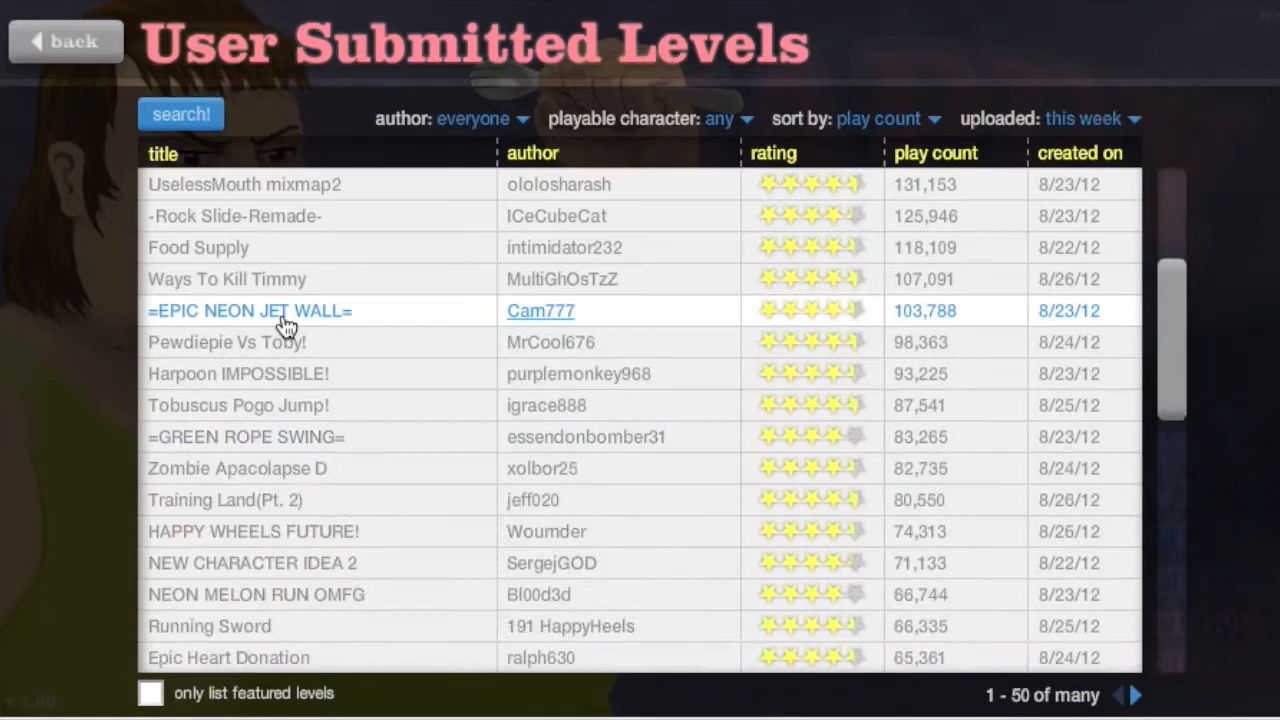 back
User Submitted Levels
search!
author: everyone playable character: any sort by: play count uploaded: this week
title author rating play count created on
UselessMouth mixmap2 ololosharash 131,153 8/23/12
-Rock Slide-Remade- ICeCubeCat 125,946 8/23/12
Food Supply intimidator232 118,109 8/22/12
Ways To Kill Timmy MultiGhOsTzZ 107,091 8/26/12
=EPIC NEON JET WALL= Cam777 103,788 8/23/12
Pewdiepie Vs Toby! MrCool676 98,363 8/24/12
Harpoon IMPOSSIBLE! purplemonkey968 93,225 8/23/12
Tobuscus Pogo Jump! igrace888 87,541 8/25/12
=GREEN ROPE SWING= essendonbomber31 83,265 8/23/12
Zombie Apacolapse D xolbor25 82,735 8/24/12
Training Land(Pt. 2) jeff020 80,550 8/26/12
HAPPY WHEELS FUTURE! Woumder 74,313 8/26/12
NEW CHARACTER IDEA 2 SergejGOD 71,133 8/22/12
NEON MELON RUN OMFG Bl00d3d 66,744 8/23/12
Running Sword 191 HappyHeels 66,335 8/25/12
Epic Heart Donation ralph630 65,361 8/24/12
only list featured levels 1 - 50 of many